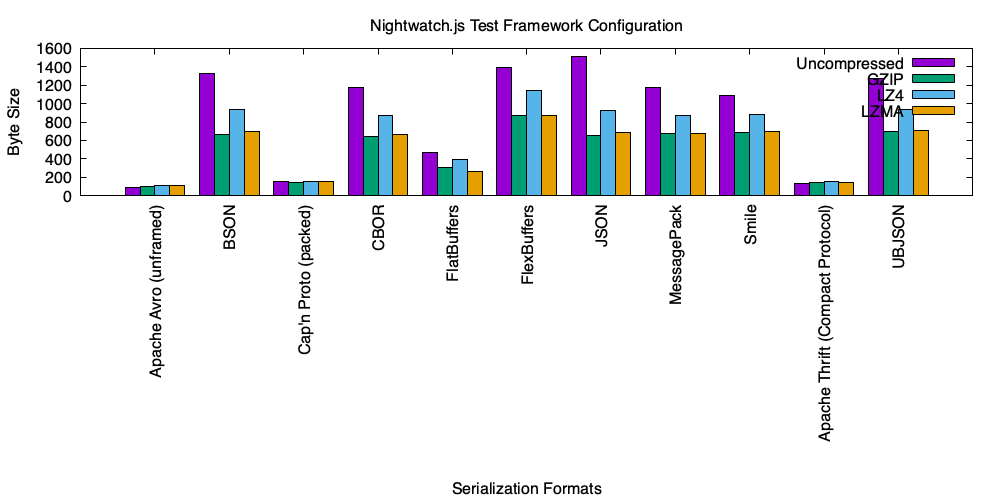 Nightwatch.js Test Framework Configuration
Byte Size
1600
1400
1200
1000
800
600
400
200
0
Uncompressed
GZIP
LZ4
LZMA
Apache Avro (unframed)
BSON
Cap'n Proto (packed)
CBOR
FlatBuffers
FlexBuffers
JSON
MessagePack
Smile
Apache Thrift (Compact Protocol)
UBJSON
Serialization Formats